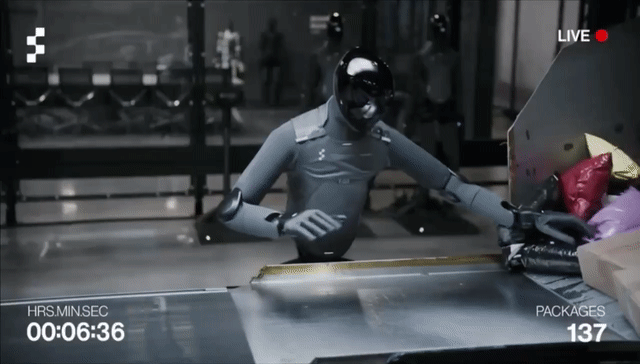 LIVE
HRS.MIN.SEC
00:06:36
PACKAGES
137